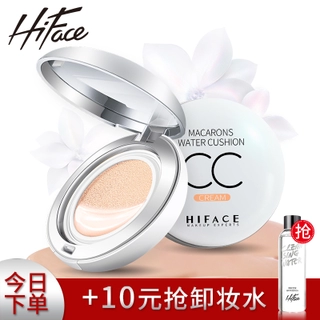 HiFace
MACARONS
WATER CUSHION
CC
CREAM
HIFACE
MAKEUP EXPERTS
抢
HiFace
今日
下单
+10元抢卸妆水